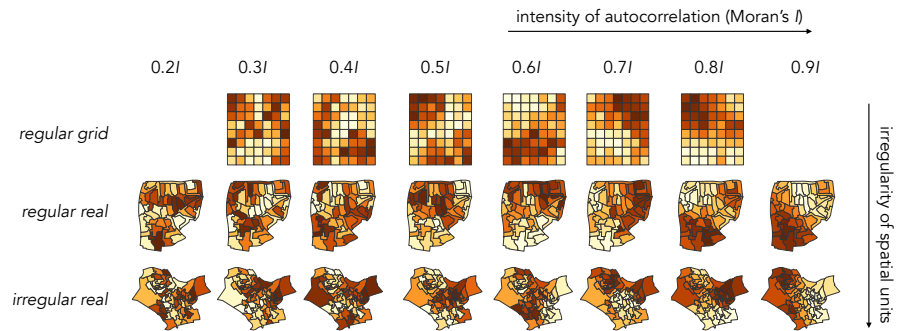 intensity of autocorrelation (Moran's I)
0.2I 0.3I 0.4I 0.5I 0.6I 0.7I 0.8I 0.9I
regular grid
regular real
irregular real
irregularity of spatial units